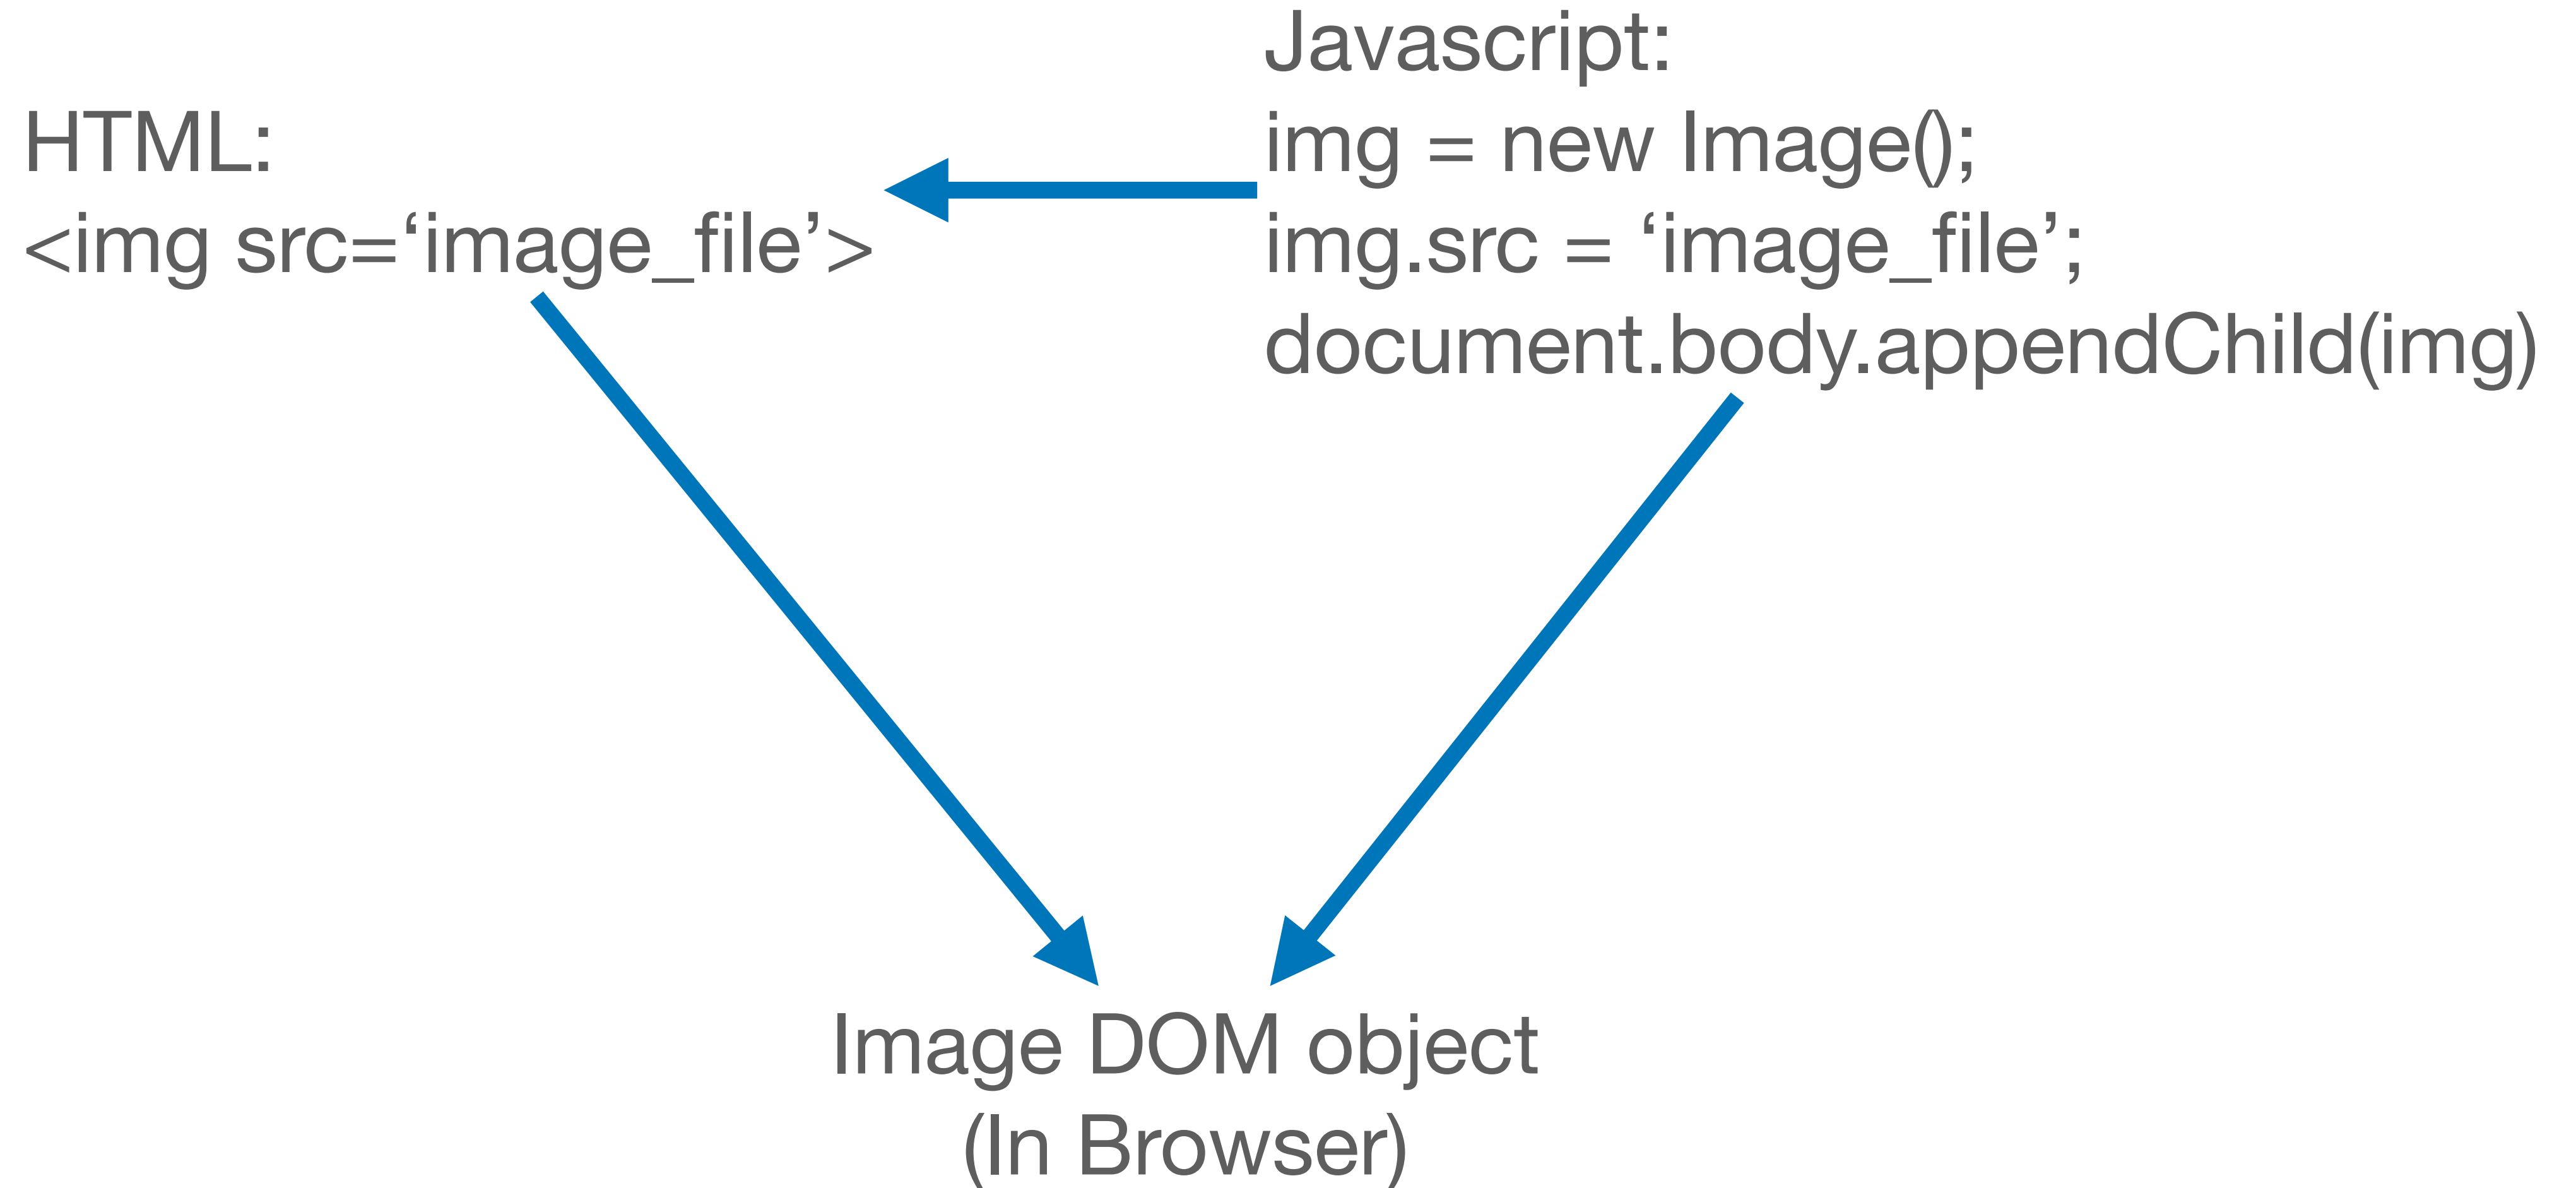 HTML:
<img src=‘image_file’>
Javascript:
img = new Image();
img.src = ‘image_file’;
document.body.appendChild(img)
Image DOM object
(In Browser)